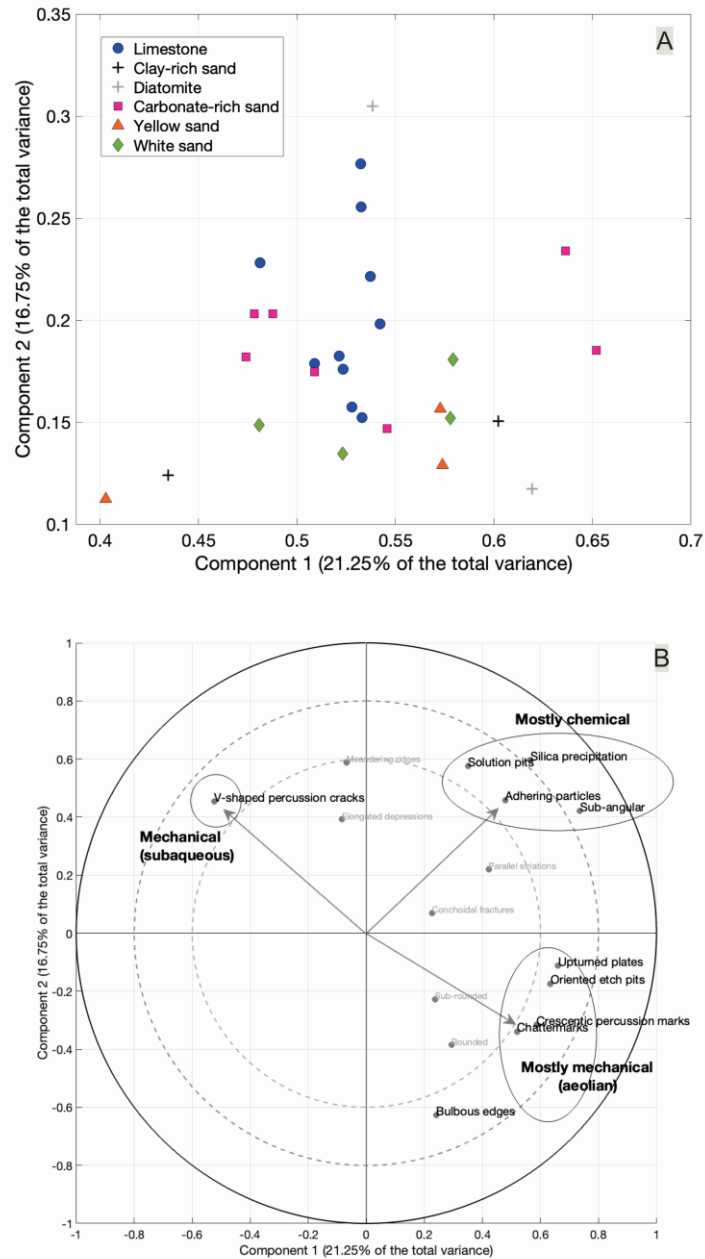 A
Limestone
Clay-rich sand
Diatomite
Carbonate-rich sand
Yellow sand
White sand
0.35
0.3
0.25
0.2
0.15
0.1
Component 2 (16.75% of the total variance)
0.4 0.45 0.5 0.55 0.6 0.65 0.7
Component 1 (21.25% of the total variance)
B
1
0.8
0.6
0.4
0.2
0
-0.2
-0.4
-0.6
-0.8
-1
Component 2 (16.75% of the total variance)
Mostly chemical
Meandering ridges
Solution pits
Silica precipitation
V-shaped percussion cracks
Adhering particles
Sub-angular
Elongated depressions
Mechanical
(subaqueous)
Parallel striations
Conchoidal fractures
Upturned plates
Oriented etch pits
Sub-rounded
Crescentic percussion marks
Chattermarks
Rounded
Mostly mechanical
(aeolian)
Bulbous edges
-1 -0.8 -0.6 -0.4 -0.2 0 0.2 0.4 0.6 0.8 1
Component 1 (21.25% of the total variance)